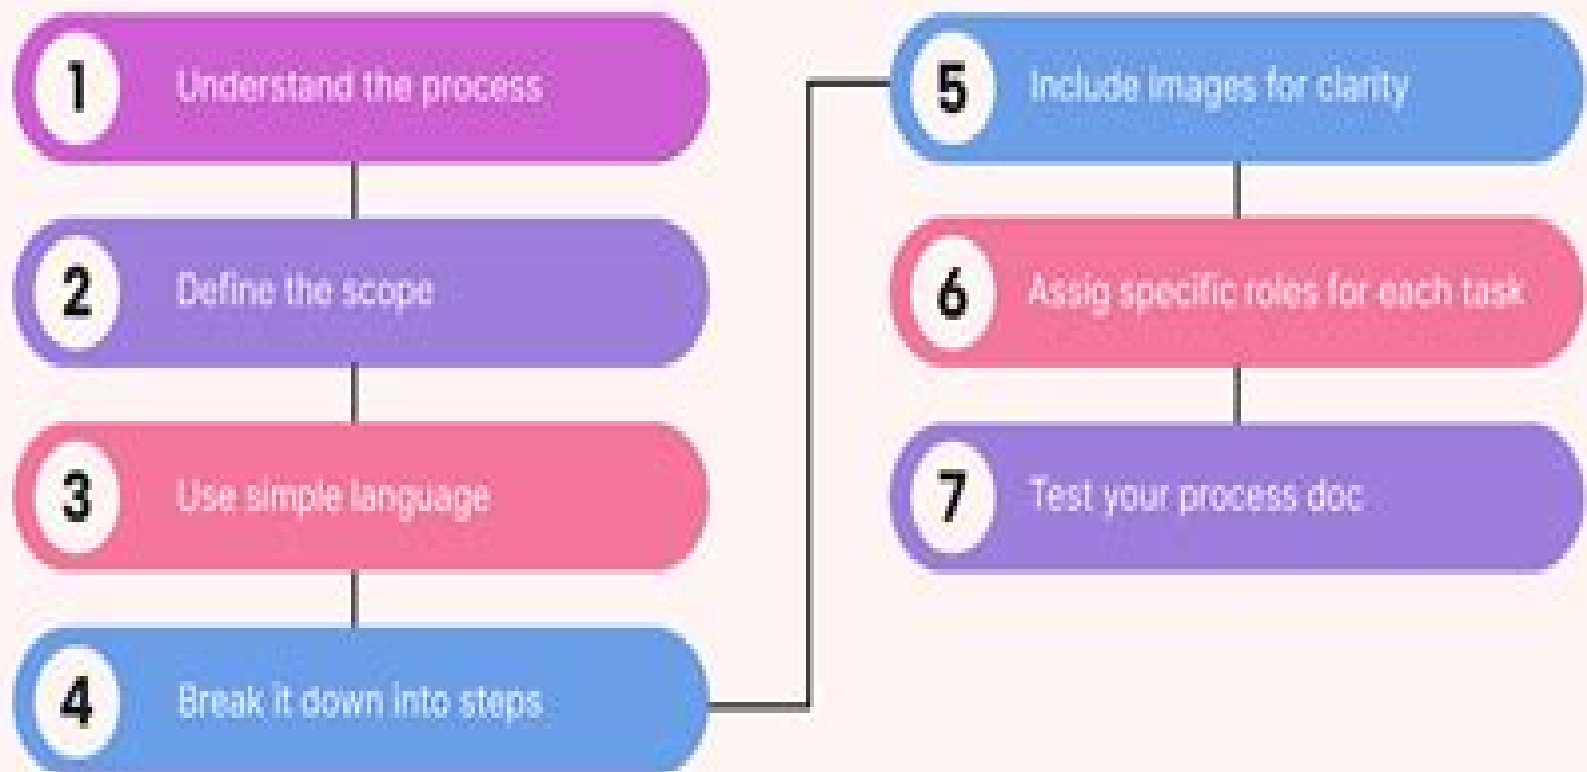 1 Understand the process
2 Define the scope
3 Use simple language
4 Break it down into steps
5 Include images for clarity
6 Assig specific roles for each task
7 Test your process doc